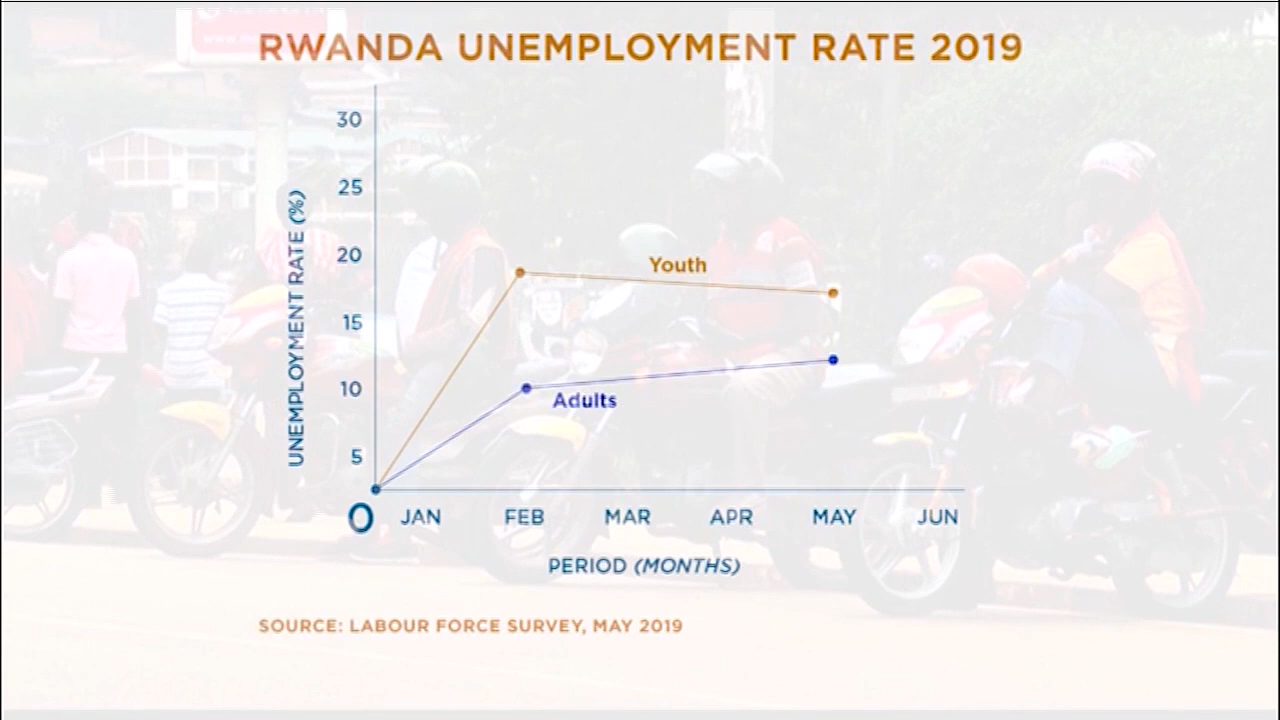 RWANDA UNEMPLOYMENT RATE 2019
30
25
20
15
10
5
0
UNEMPLOYMENT RATE (%)
Youth
Adults
JAN FEB MAR APR MAY JUN
PERIOD (MONTHS)
SOURCE: LABOUR FORCE SURVEY, MAY 2019